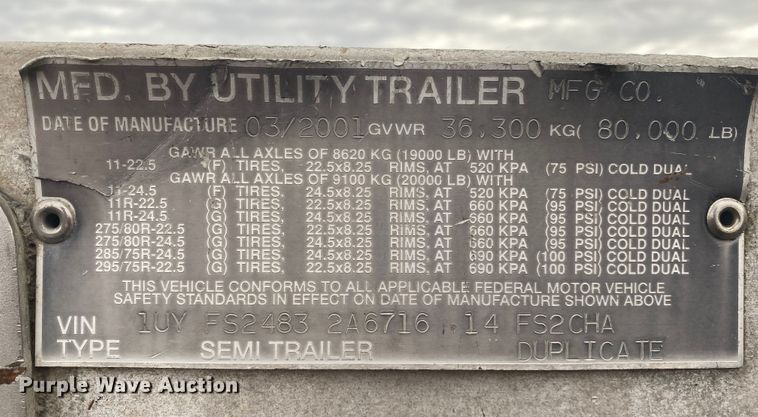 MFD. BY UTILITY TRAILER MFG CO.
DATE OF MANUFACTURE 03/2001 GVWR 36,300 KG( 80,000 LB)
GAWR ALL AXLES OF 8620 KG (19000 LB) WITH
11-22.5 (F) TIRES, 22.5x8.25 RIMS, AT 520 KPA (75 PSI) COLD DUAL
GAWR ALL AXLES OF 9100 KG (20000 LB) WITH
11-24.5 (F) TIRES, 24.5x8.25 RIMS, AT 520 KPA (75 PSI) COLD DUAL
11R-22.5 (G) TIRES, 22.5x8.25 RIMS, AT 660 KPA (95 PSI) COLD DUAL
11R-24.5 (G) TIRES, 24.5x8.25 RIMS, AT 660 KPA (95 PSI) COLD DUAL
275/80R-22.5 (G) TIRES, 22.5x8.25 RIMS, AT 660 KPA (95 PSI) COLD DUAL
275/80R-24.5 (G) TIRES, 24.5x8.25 RIMS, AT 660 KPA (95 PSI) COLD DUAL
285/75R-24.5 (G) TIRES, 24.5x8.25 RIMS, AT 690 KPA (100 PSI) COLD DUAL
295/75R-22.5 (G) TIRES, 22.5x8.25 RIMS, AT 690 KPA (100 PSI) COLD DUAL
THIS VEHICLE CONFORMS TO ALL APPLICABLE FEDERAL MOTOR VEHICLE
SAFETY STANDARDS IN EFFECT ON DATE OF MANUFACTURE SHOWN ABOVE
VIN 1UY FS2483 2A6716 14 FS2CHA
TYPE SEMI TRAILER DUPLICATE
Purple Wave Auction